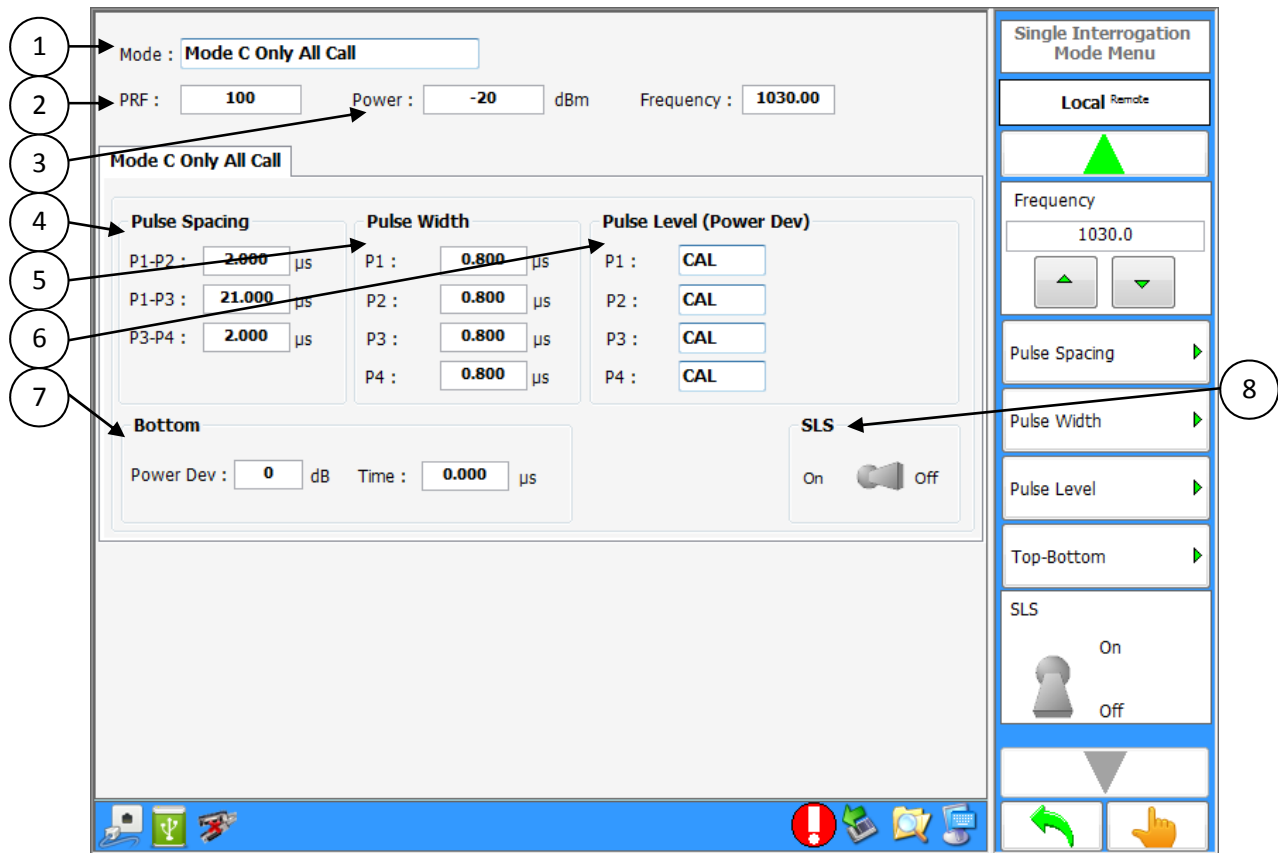 1
Mode : Mode C Only All Call
2
PRF : 100 Power : -20 dBm Frequency : 1030.00
3
Mode C Only All Call
4
Pulse Spacing
P1-P2 : 2.000 µs
P1-P3 : 21.000 µs
P3-P4 : 2.000 µs
5
Pulse Width
P1 : 0.800 µs
P2 : 0.800 µs
P3 : 0.800 µs
P4 : 0.800 µs
6
Pulse Level (Power Dev)
P1 : CAL
P2 : CAL
P3 : CAL
P4 : CAL
7
Bottom
Power Dev : 0 dB Time : 0.000 µs
SLS
On Off
8
Single Interrogation
Mode Menu
Local Remote
Frequency
1030.0
Pulse Spacing
Pulse Width
Pulse Level
Top-Bottom
SLS
On
Off